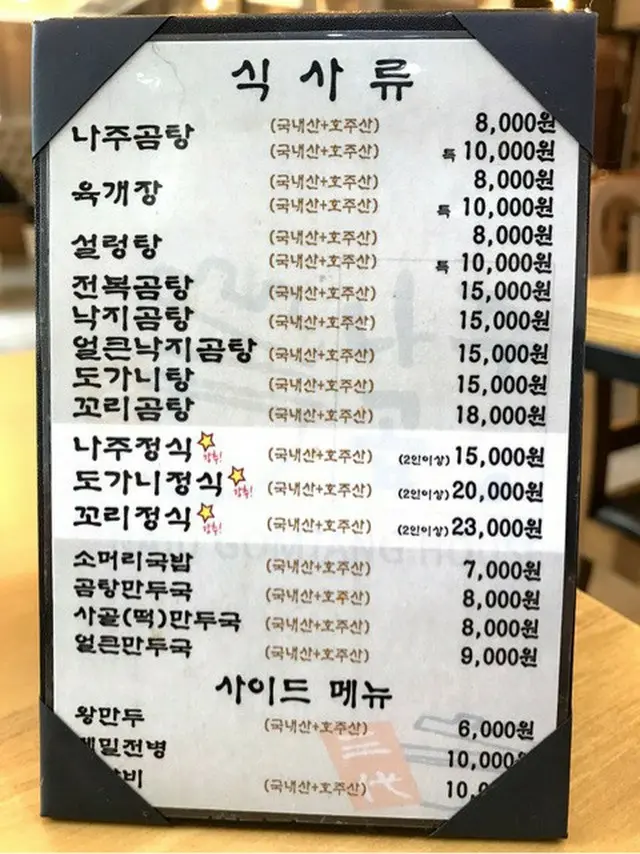 식사류
나주곰탕 (국내산+호주산) 8,000원
(국내산+호주산) 특 10,000원
육개장 (국내산+호주산) 8,000원
(국내산+호주산) 특 10,000원
설렁탕 (국내산+호주산) 8,000원
(국내산+호주산) 특 10,000원
전복곰탕 (국내산+호주산) 15,000원
낙지곰탕 (국내산+호주산) 15,000원
얼큰낙지곰탕 (국내산+호주산) 15,000원
도가니탕 (국내산+호주산) 15,000원
꼬리곰탕 (국내산+호주산) 18,000원
나주정식 강추! (국내산+호주산) (2인이상) 15,000원
도가니정식 강추! (국내산+호주산) (2인이상) 20,000원
꼬리정식 강추! (국내산+호주산) (2인이상) 23,000원
소머리국밥 (국내산+호주산) 7,000원
곰탕만두국 (국내산+호주산) 8,000원
사골(떡)만두국 (국내산+호주산) 8,000원
얼큰만두국 (국내산+호주산) 9,000원
사이드 메뉴
왕만두 (국내산+호주산) 6,000원
밀전병 10,000
비 (국내산+호주산) 10,0
三代